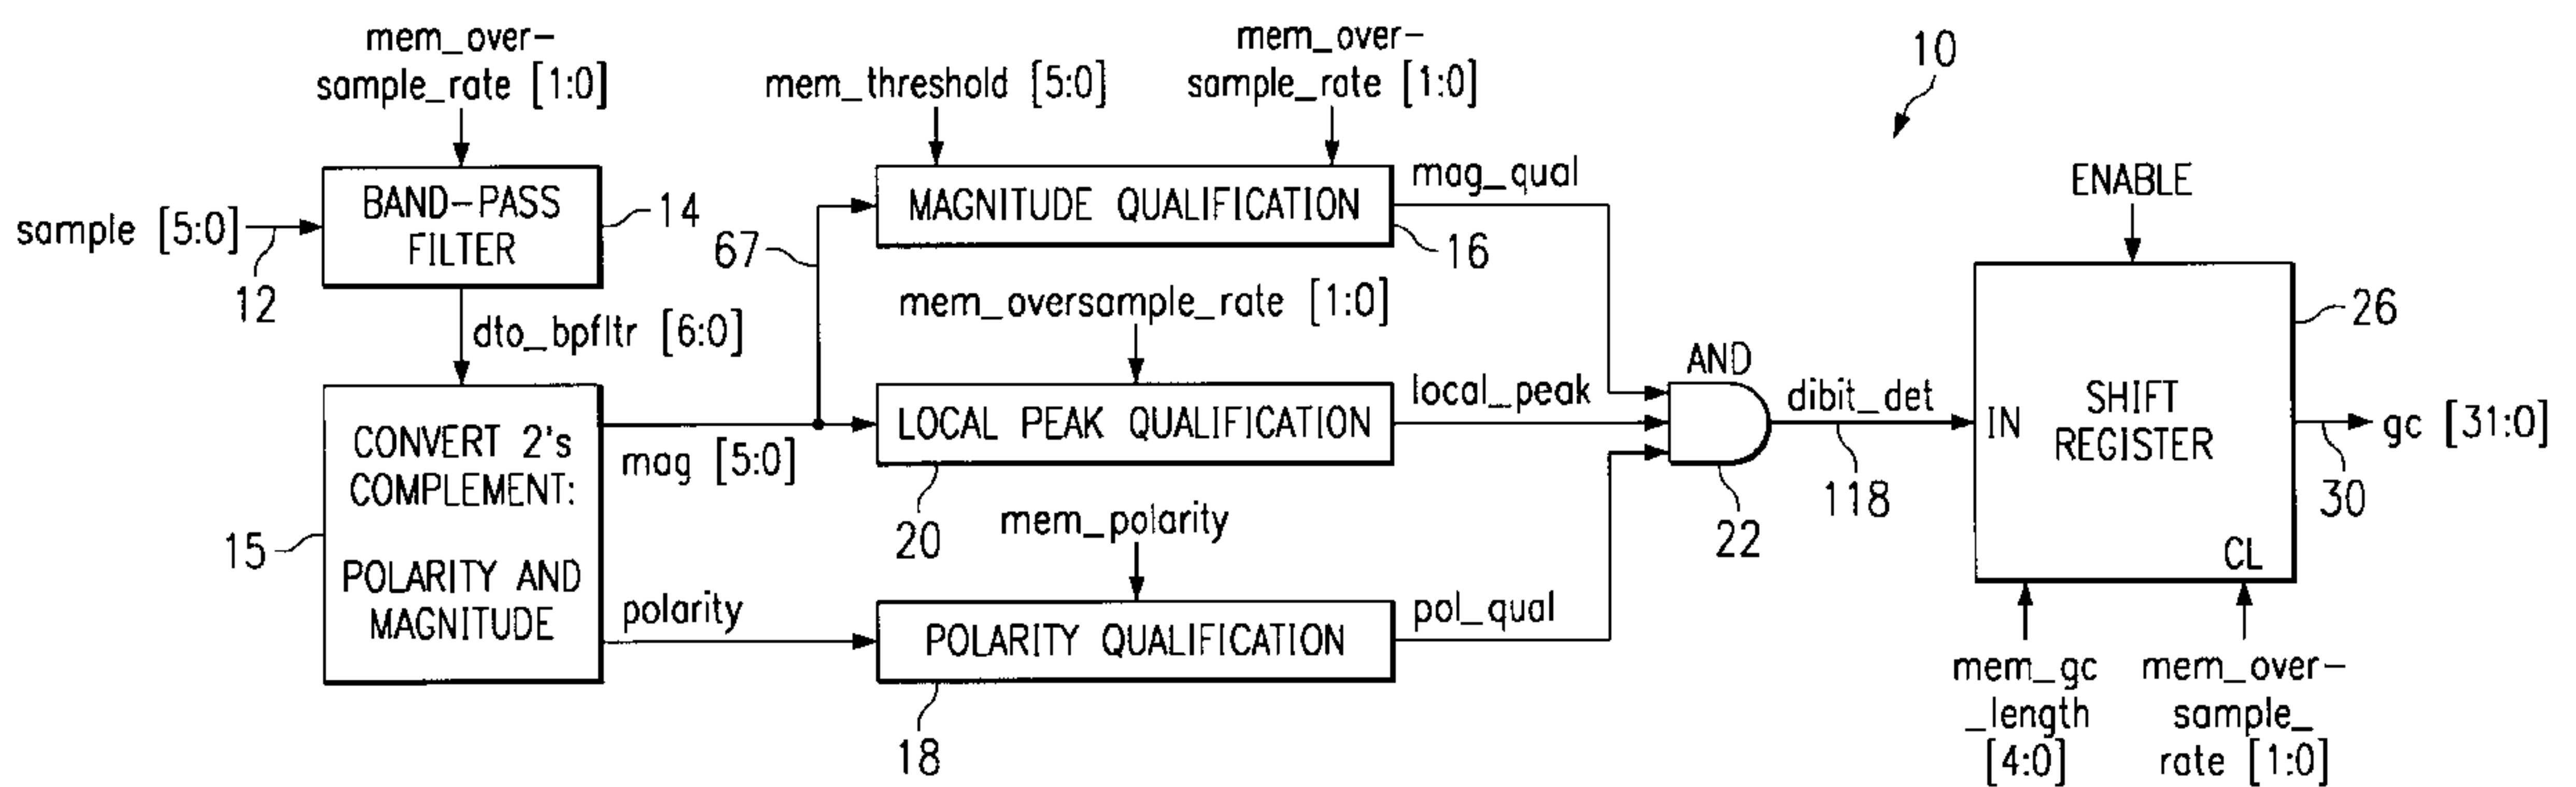 mem_over-
sample_rate [1:0]
sample [5:0]
12
BAND-PASS
FILTER
14
dto_bpfltr [6:0]
CONVERT 2's
COMPLEMENT:
POLARITY AND
MAGNITUDE
15
mag [5:0]
polarity
67
mem_threshold [5:0]
mem_over-
sample_rate [1:0]
MAGNITUDE QUALIFICATION
16
mag_qual
mem_oversample_rate [1:0]
LOCAL PEAK QUALIFICATION
20
local_peak
mem_polarity
POLARITY QUALIFICATION
18
pol_qual
AND
22
dibit_det
118
10
ENABLE
IN
SHIFT
REGISTER
CL
26
gc [31:0]
30
mem_gc
_length
[4:0]
mem_over-
sample_
rate [1:0]